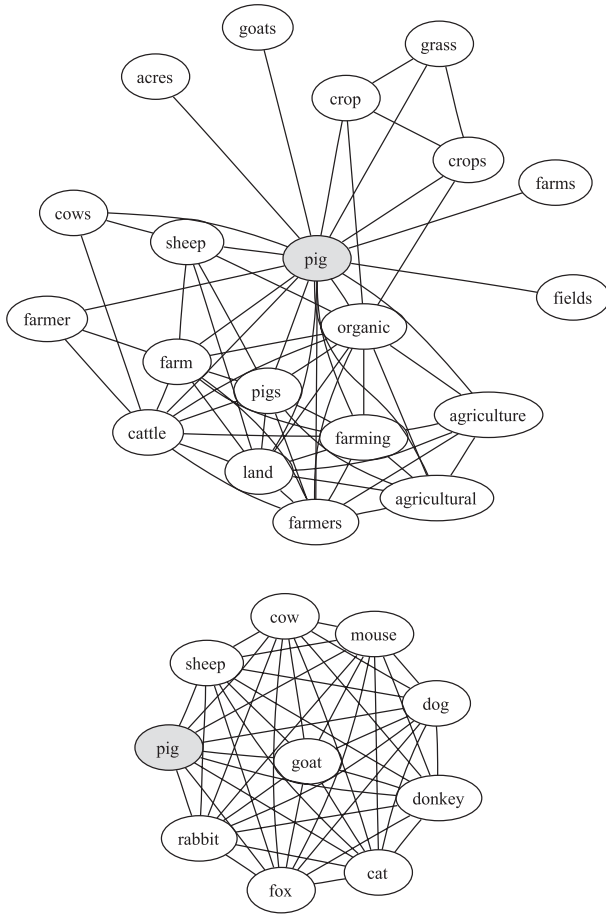 goats
grass
acres
crop
crops
farms
cows
sheep
pig
fields
farmer
organic
farm
pigs
agriculture
cattle
farming
land
agricultural
farmers
cow
mouse
sheep
dog
pig
goat
donkey
rabbit
cat
fox